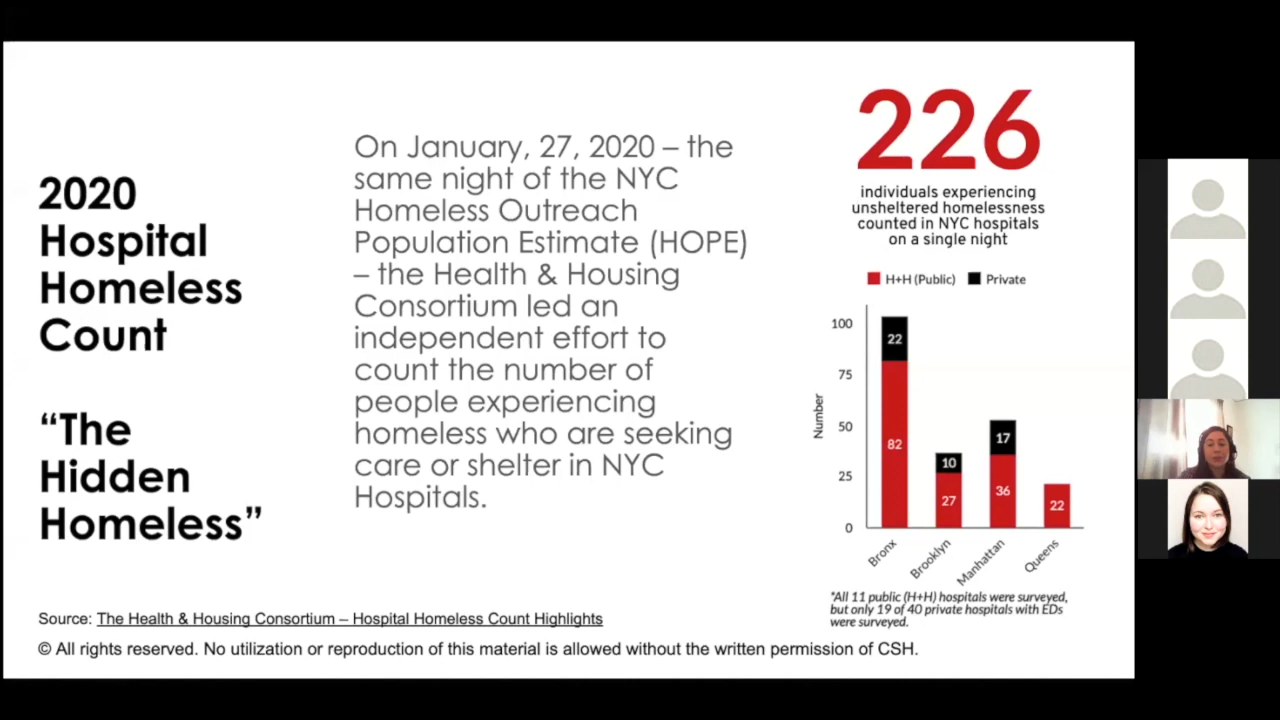 2020
Hospital
Homeless
Count
“The
Hidden
Homeless”
On January, 27, 2020 – the
same night of the NYC
Homeless Outreach
Population Estimate (HOPE)
– the Health & Housing
Consortium led an
independent effort to
count the number of
people experiencing
homeless who are seeking
care or shelter in NYC
Hospitals.
226
individuals experiencing
unsheltered homelessness
counted in NYC hospitals
on a single night
H+H (Public) Private
Number
100
75
50
25
0
22
82
10
27
17
36
22
Bronx
Brooklyn
Manhattan
Queens
*All 11 public (H+H) hospitals were surveyed,
but only 19 of 40 private hospitals with EDs
were surveyed.
Source: The Health & Housing Consortium – Hospital Homeless Count Highlights
© All rights reserved. No utilization or reproduction of this material is allowed without the written permission of CSH.